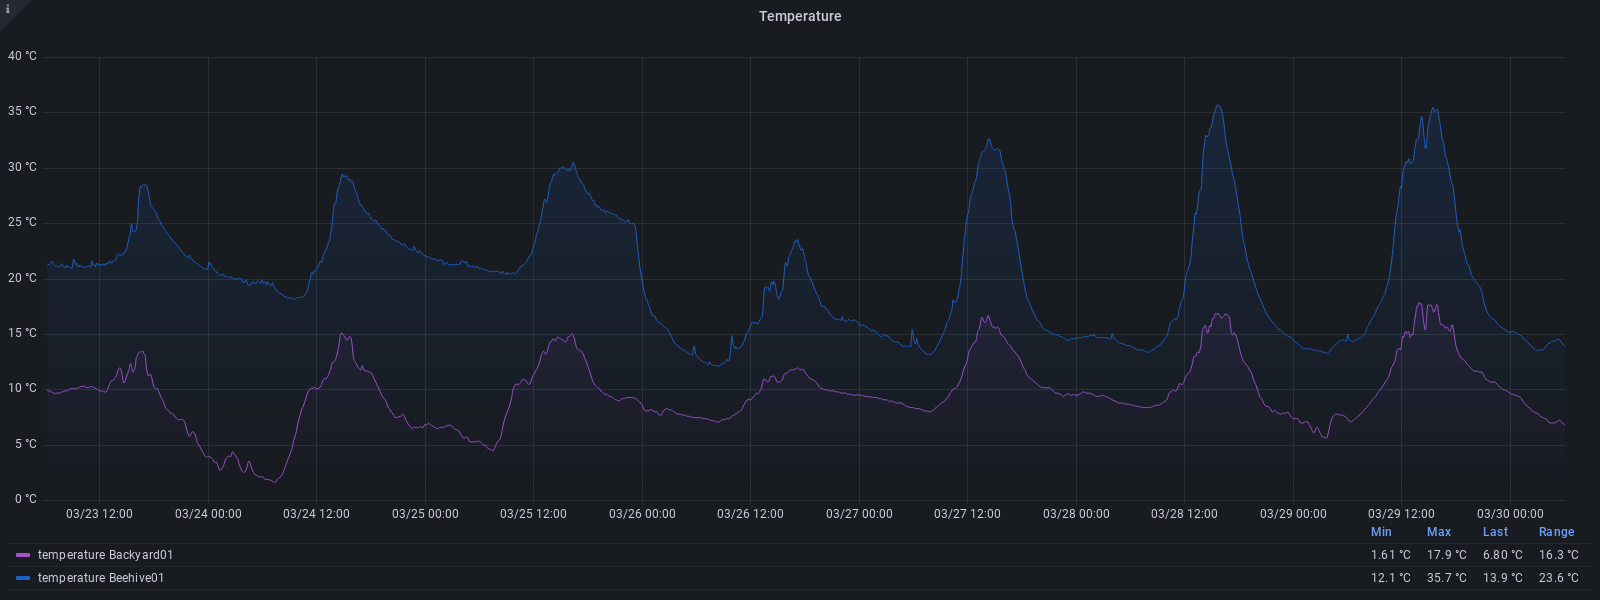 i
Temperature
40 °C
35 °C
30 °C
25 °C
20 °C
15 °C
10 °C
5 °C
0 °C
03/23 12:00 03/24 00:00 03/24 12:00 03/25 00:00 03/25 12:00 03/26 00:00 03/26 12:00 03/27 00:00 03/27 12:00 03/28 00:00 03/28 12:00 03/29 00:00 03/29 12:00 03/30 00:00
Min Max Last Range
temperature Backyard01 1.61 °C 17.9 °C 6.80 °C 16.3 °C
temperature Beehive01 12.1 °C 35.7 °C 13.9 °C 23.6 °C